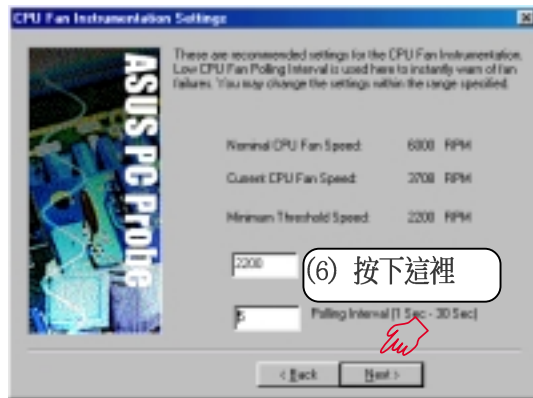 CPU Fan Instrumentation Settings
ASUS PC Probe
These are recommended settings for the CPU Fan Instrumentation.
Low CPU Fan Polling Interval is used here to instantly warn of fan
failures. You may change the settings within the range specified.
Nominal CPU Fan Speed: 6000 RPM
Current CPU Fan Speed: 3708 RPM
Minimum Threshold Speed: 2200 RPM
2200
(6) 按下這裡
5 Polling Interval (1 Sec - 30 Sec)
< Back Next >